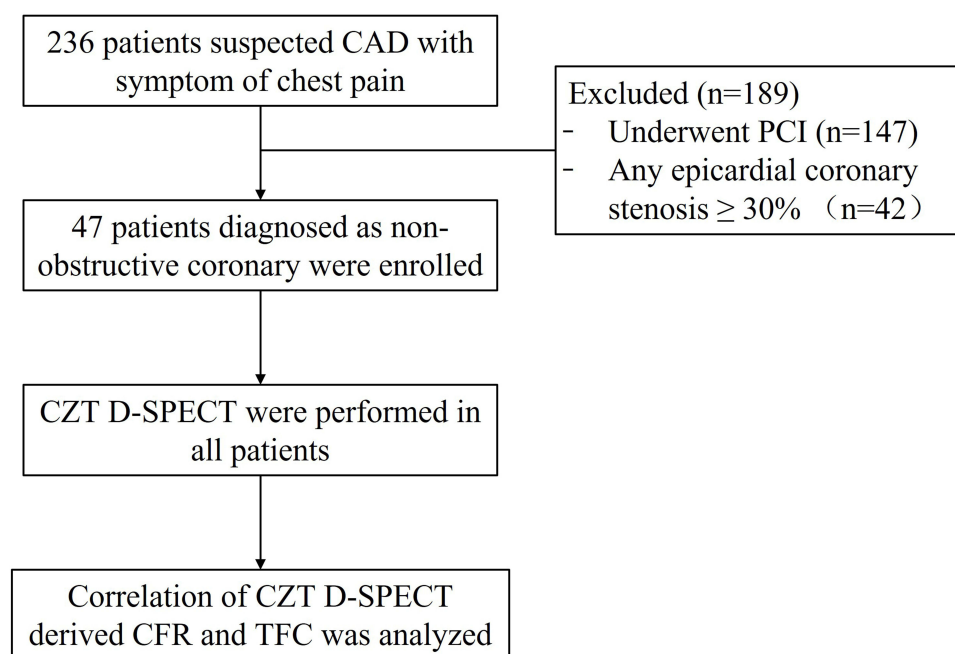 236 patients suspected CAD with
symptom of chest pain
Excluded (n=189)
- Underwent PCI (n=147)
- Any epicardial coronary
stenosis ≥ 30% （n=42）
47 patients diagnosed as non-
obstructive coronary were enrolled
CZT D-SPECT were performed in
all patients
Correlation of CZT D-SPECT
derived CFR and TFC was analyzed